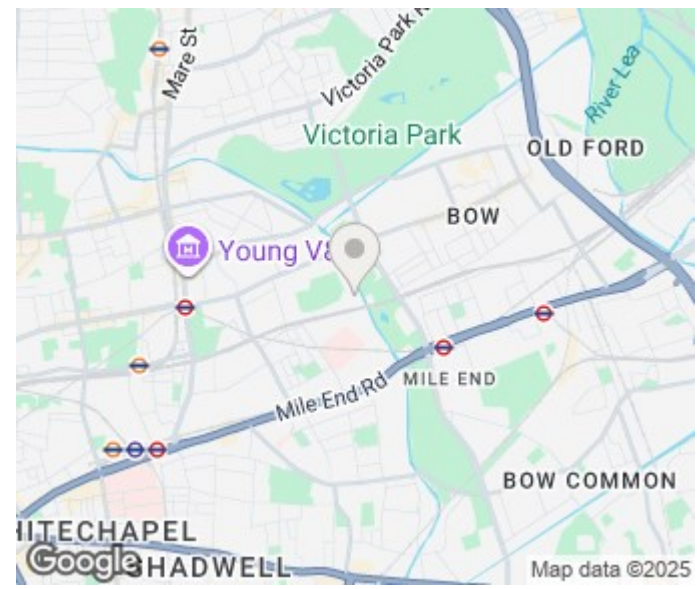 Mare St
Victoria Park R
Victoria Park
River Lea
OLD FORD
BOW
Young V&
MILE END
Mile End Rd
BOW COMMON
HITECHAPEL
SHADWELL
Google
Map data ©2025